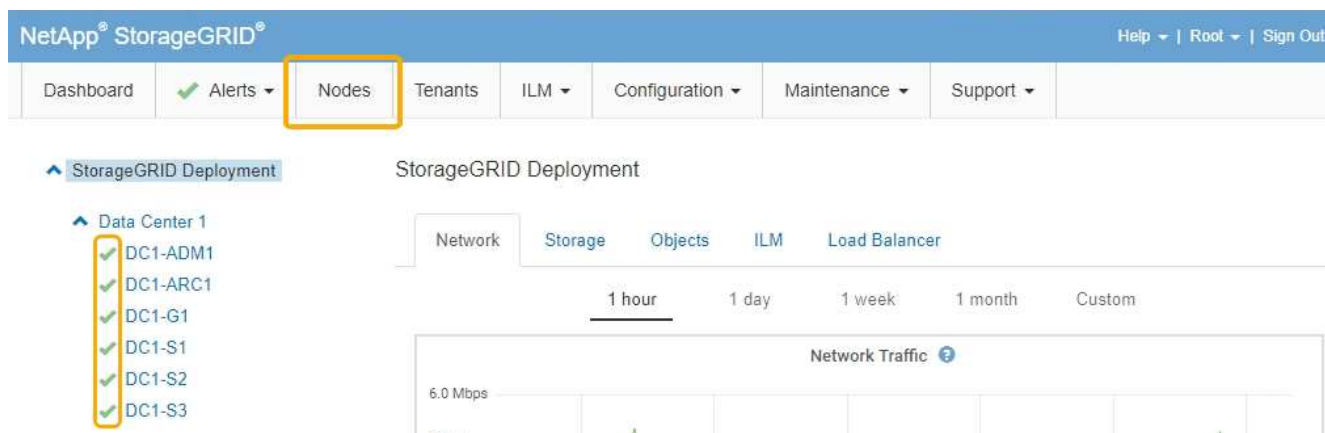 NetApp® StorageGRID®
Help | Root | Sign Out
Dashboard Alerts Nodes Tenants ILM Configuration Maintenance Support
StorageGRID Deployment
StorageGRID Deployment
Data Center 1
DC1-ADM1
DC1-ARC1
DC1-G1
DC1-S1
DC1-S2
DC1-S3
Network Storage Objects ILM Load Balancer
1 hour 1 day 1 week 1 month Custom
Network Traffic ?
6.0 Mbps